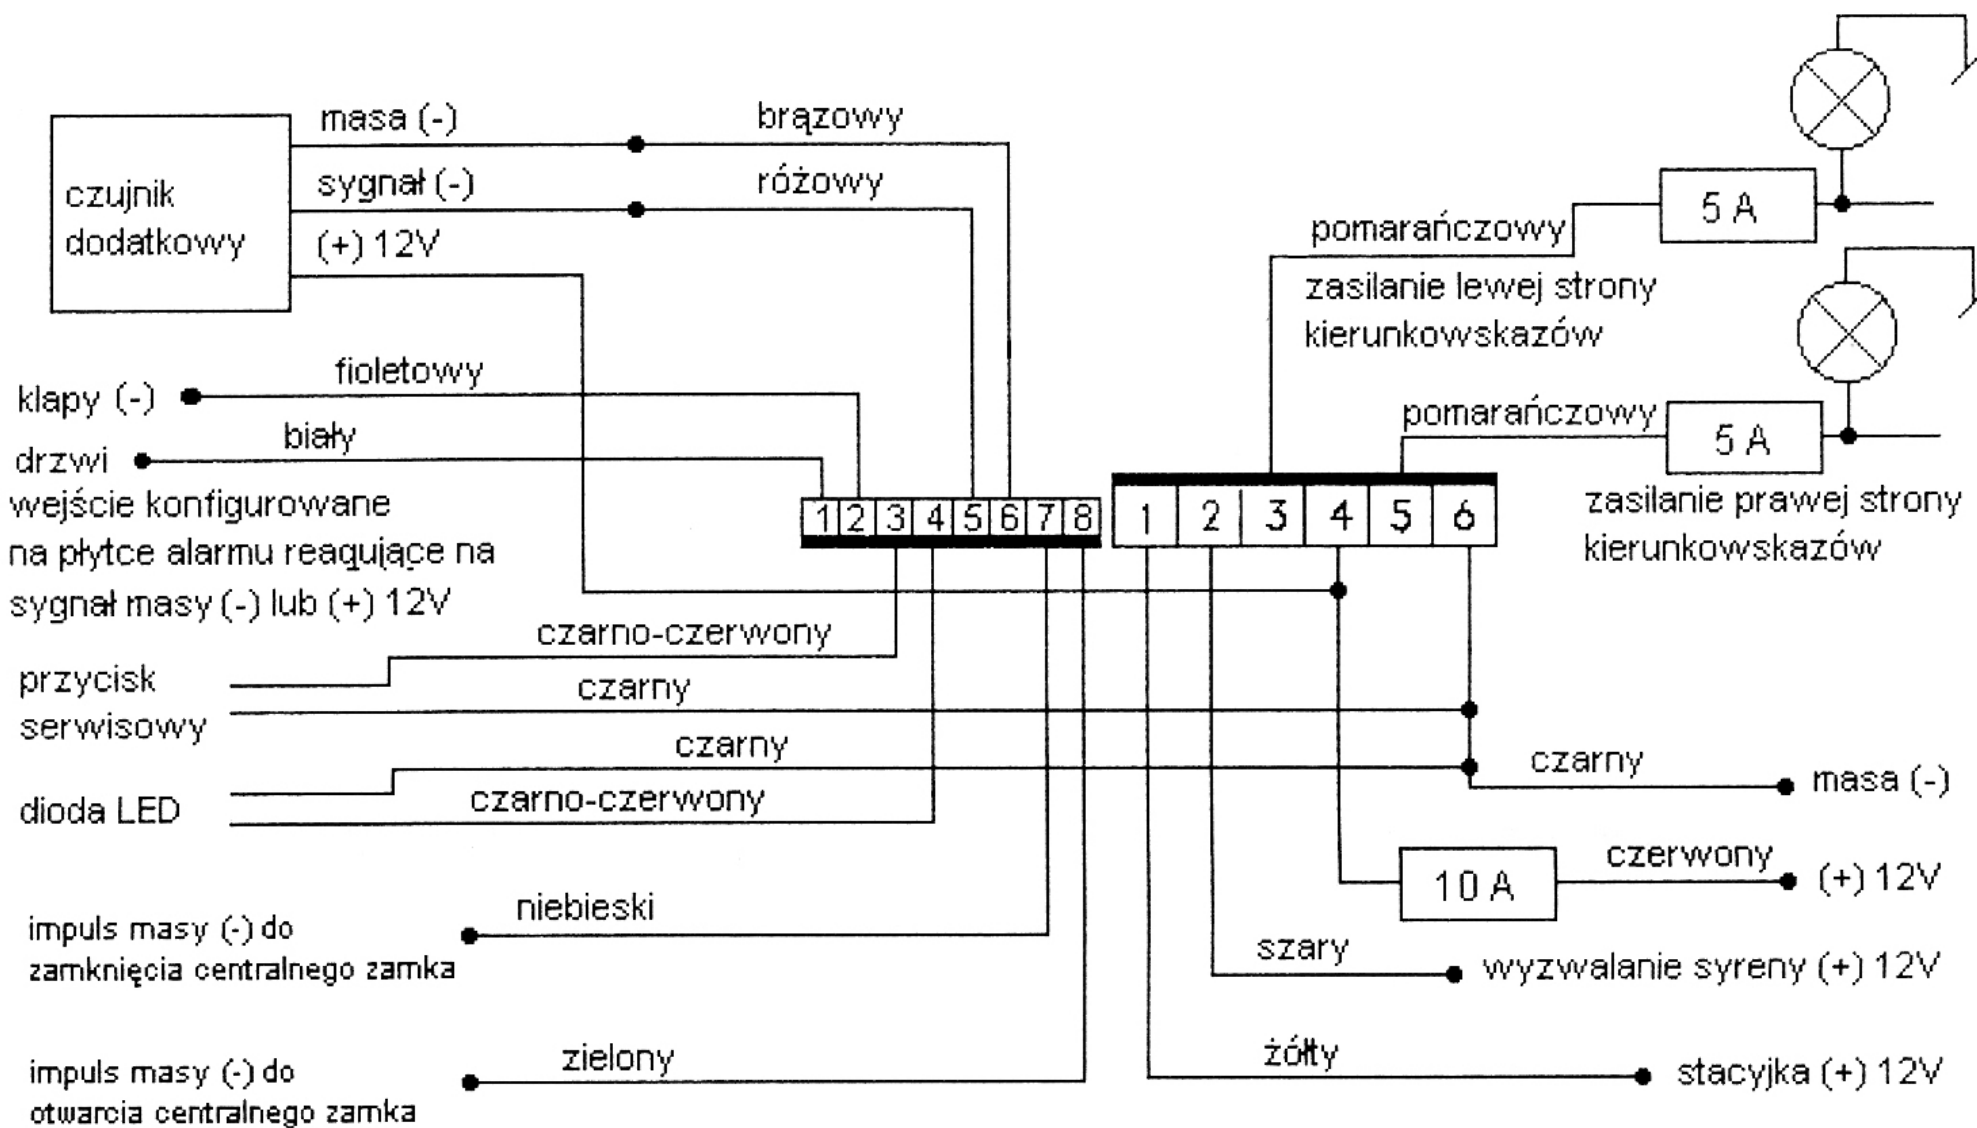 masa (-)
brązowy
sygnał (-)
różowy
czujnik
dodatkowy
(+) 12V
5 A
pomarańczowy
zasilanie lewej strony
kierunkowskazów
fioletowy
klapy (-)
biały
drzwi
wejście konfigurowane
na płytce alarmu reagujące na
sygnał masy (-) lub (+) 12V
pomarańczowy
5 A
zasilanie prawej strony
kierunkowskazów
1 2 3 4 5 6 7 8
1 2 3 4 5 6
czarno-czerwony
przycisk
serwisowy
czarny
czarny
dioda LED
czarno-czerwony
czarny
masa (-)
10 A
czerwony
(+) 12V
niebieski
impuls masy (-) do
zamknięcia centralnego zamka
szary
wyzwalanie syreny (+) 12V
zielony
impuls masy (-) do
otwarcia centralnego zamka
żółty
stacyjka (+) 12V